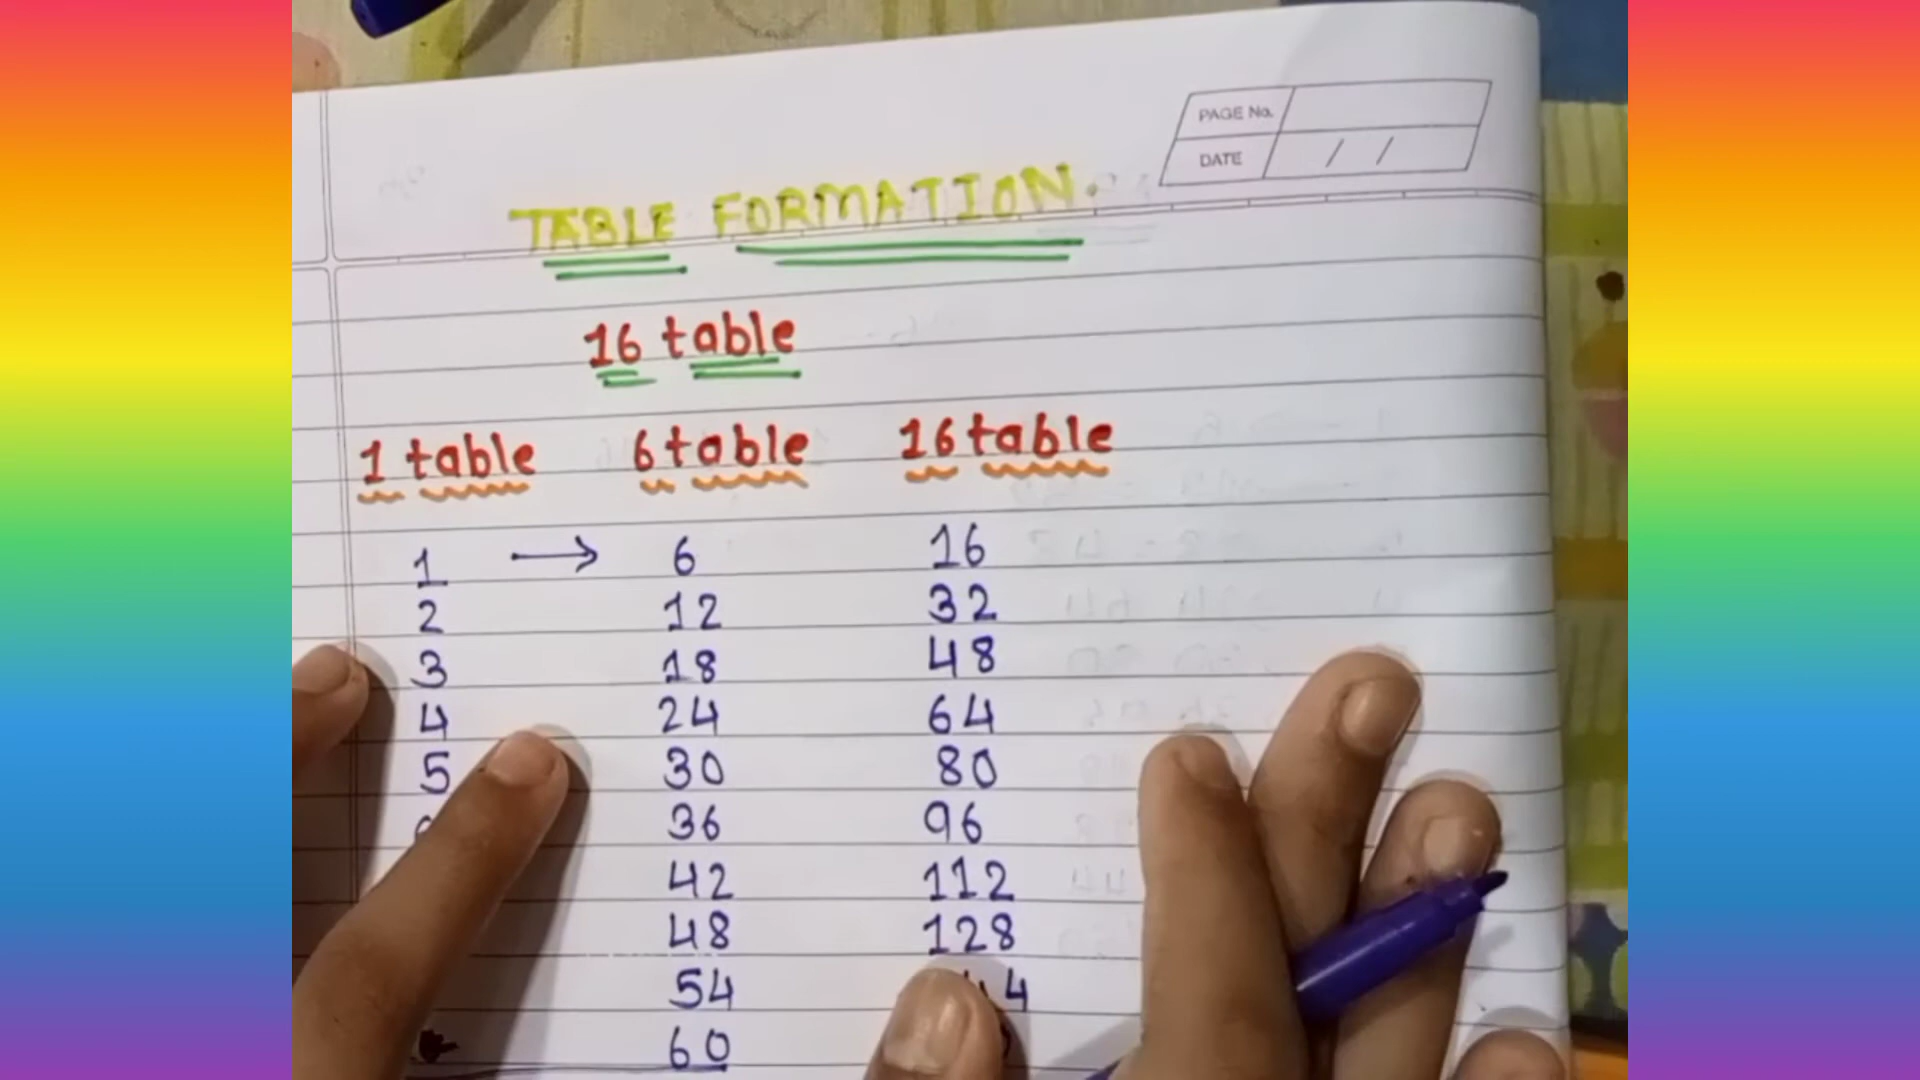 PAGE No.
DATE / /
TABLE FORMATION.
16 table
1 table 6 table 16 table
1 → 6 16
2 12 32
3 18 48
4 24 64
5 30 80
36 96
42 112
48 128
54
60